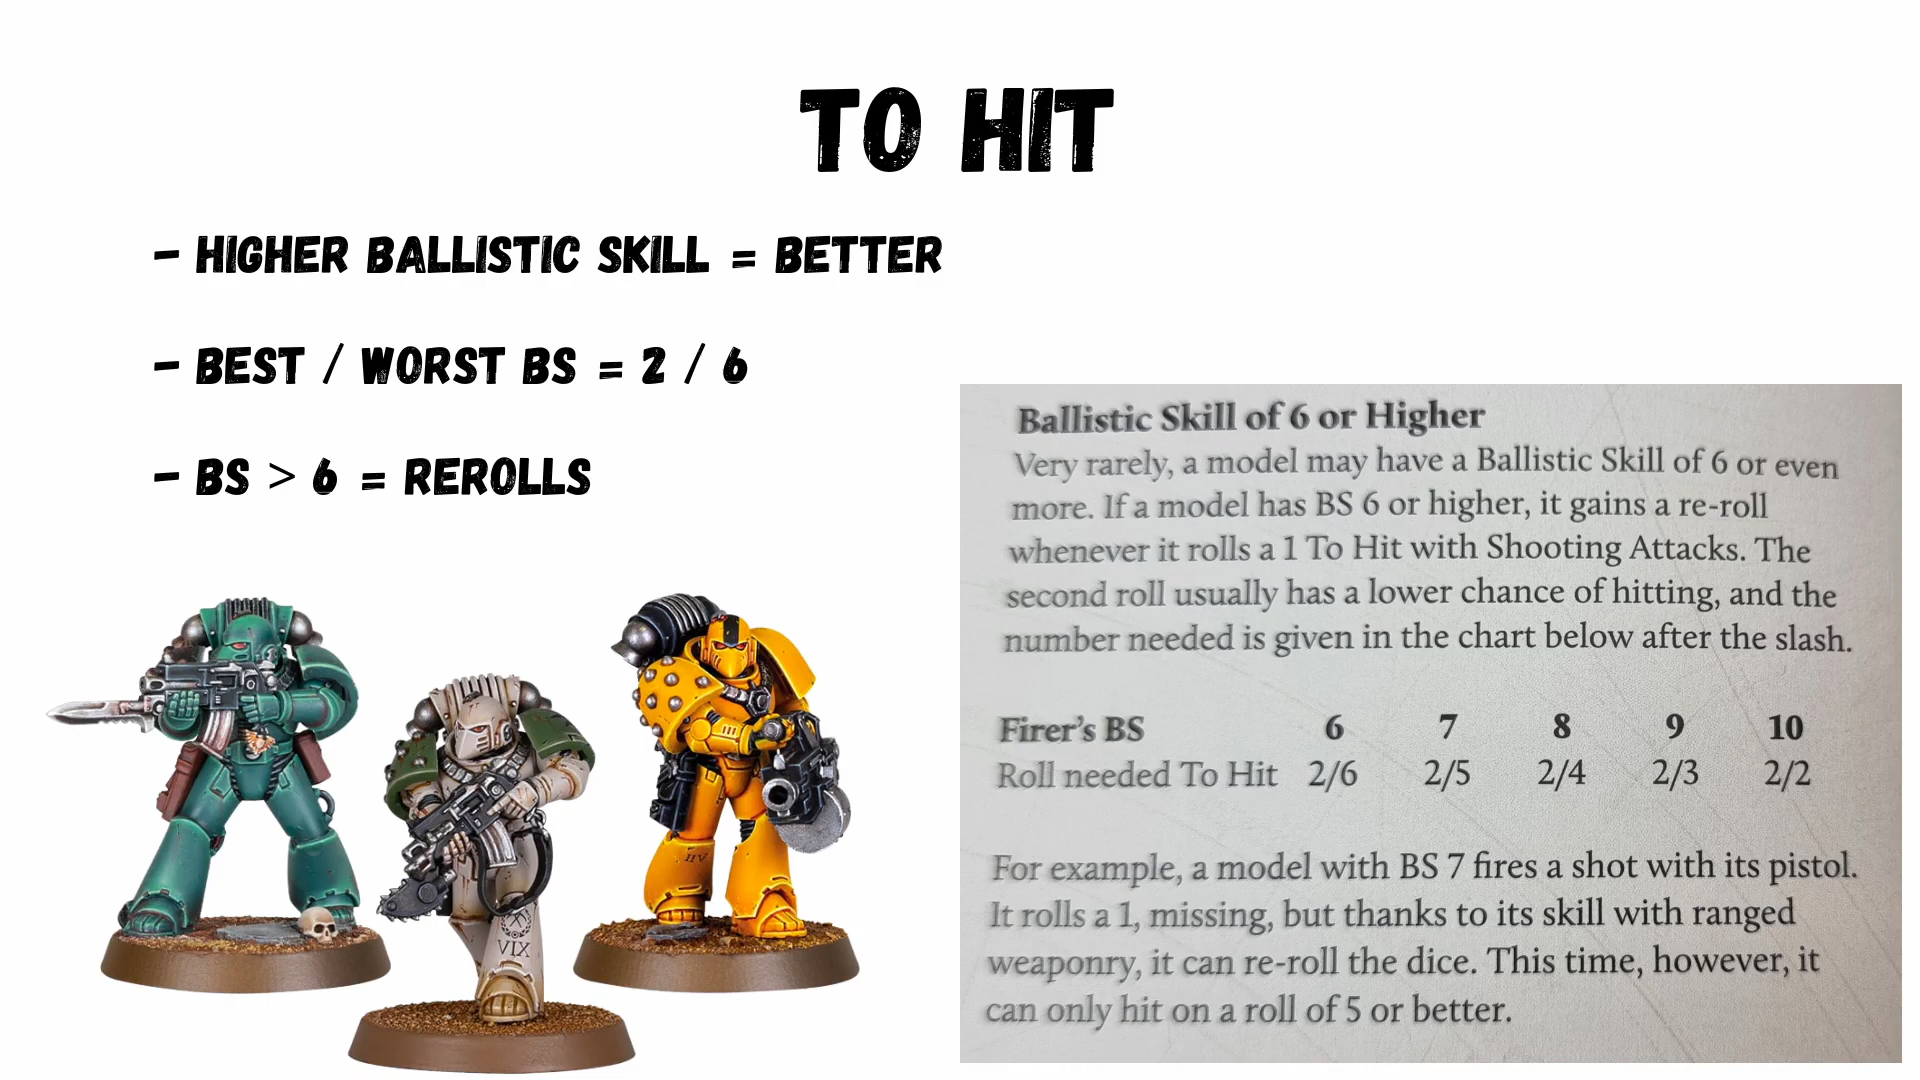 TO HIT
- HIGHER BALLISTIC SKILL = BETTER
- BEST / WORST BS = 2 / 6
- BS > 6 = REROLLS
Ballistic Skill of 6 or Higher
Very rarely, a model may have a Ballistic Skill of 6 or even
more. If a model has BS 6 or higher, it gains a re-roll
whenever it rolls a 1 To Hit with Shooting Attacks. The
second roll usually has a lower chance of hitting, and the
number needed is given in the chart below after the slash.
Firer's BS 6 7 8 9 10
Roll needed To Hit 2/6 2/5 2/4 2/3 2/2
For example, a model with BS 7 fires a shot with its pistol.
It rolls a 1, missing, but thanks to its skill with ranged
weaponry, it can re-roll the dice. This time, however, it
can only hit on a roll of 5 or better.
VIX